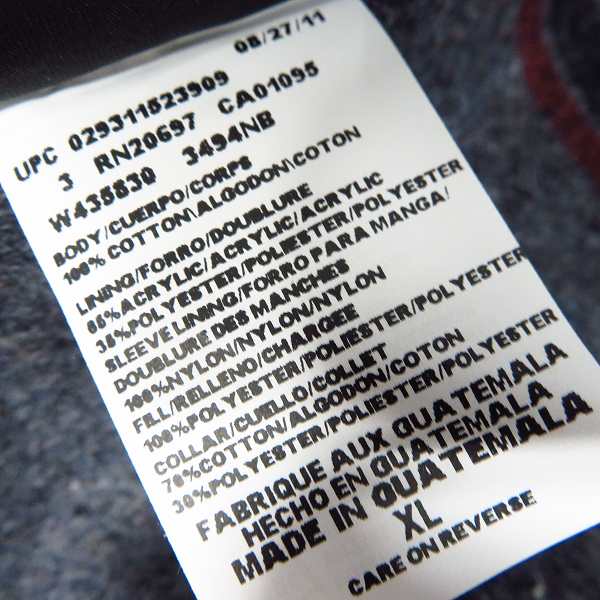 08/27/11
UPC 029311523909
3 RN20697 CA01095
W435830 3494NB
BODY/CUERPO/CORPS
100%COTTON\ALGODON\COTON
LINING/FORRO/DOUBLURE
65%ACRYLIC/ACRYLIC/ACRYLIC
35%POLYESTER/POLIESTER/POLYESTER
SLEEVE LINING/FORRO PARA MANGA/
DOUBLURE DES MANCHES
100%NYLON/NYLON/NYLON
FILL/RELLENO/CHARGEE
100%POLYESTER/POLIESTER/POLYESTER
COLLAR/CUELLO/COLLET
70%COTTON/ALGODON/COTON
30%POLYESTER/POLIESTER/POLYESTER
FABRIQUE AUX GUATEMALA
HECHO EN GUATEMALA
MADE IN GUATEMALA
XL
CARE ON REVERSE